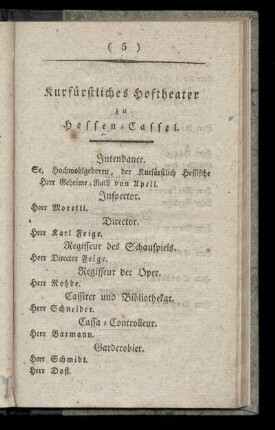 ( 5 )
Kurfürstliches Hoftheater
zu
Hessen-Cassel.
Intendance.
Se. Hochwohlgeboren, der Kurfürstlich Hessische
Herr Geheime-Rath von Apell.
Inspector.
Herr Moretti.
Director.
Herr Karl Feige.
Regisseur des Schauspiels.
Herr Director Feige.
Regisseur der Oper.
Herr Rohde.
Cassirer und Bibliothekar.
Herr Schneider.
Cassa-Controlleur.
Herr Baxmann.
Garderobier.
Herr Schmidt.
Herr Dost.